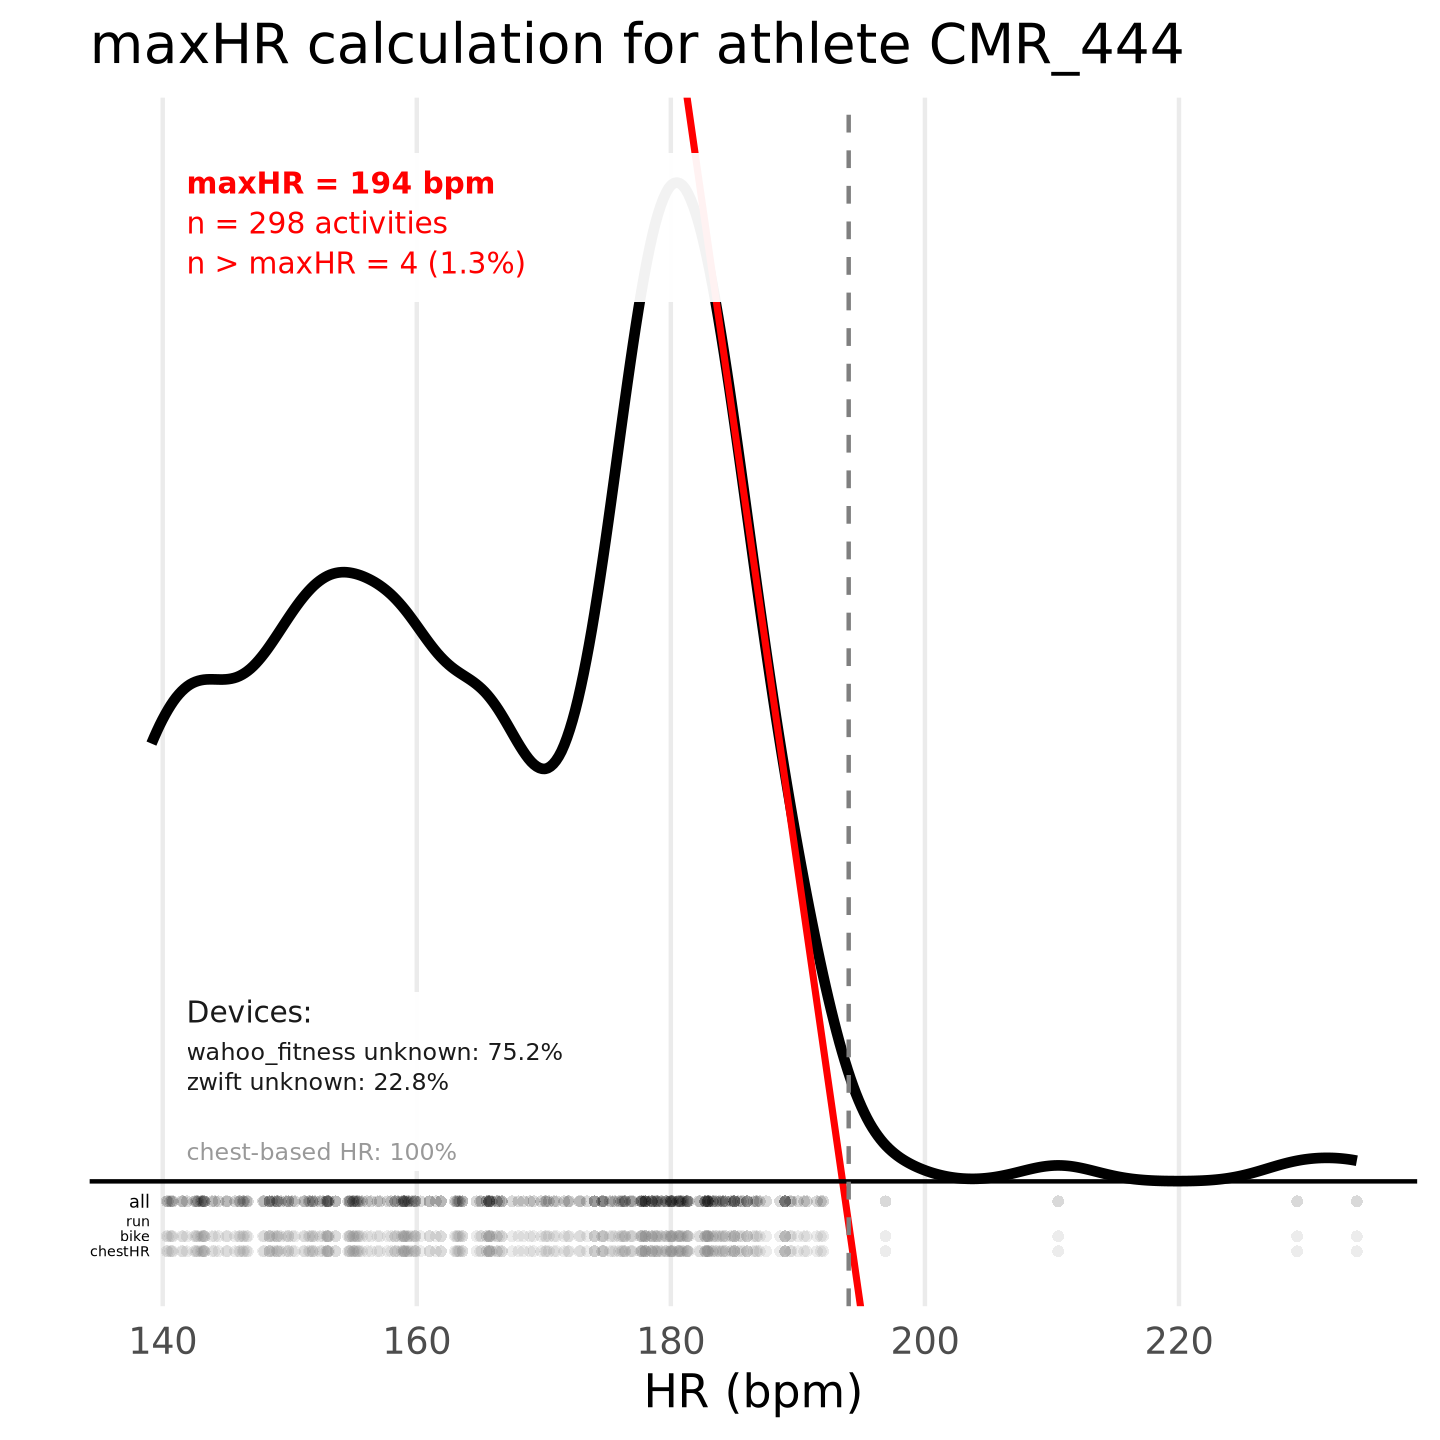 maxHR calculation for athlete CMR_444
maxHR = 194 bpm
n = 298 activities
n > maxHR = 4 (1.3%)
Devices:
wahoo_fitness unknown: 75.2%
zwift unknown: 22.8%
chest-based HR: 100%
all
run
bike
chestHR
140 160 180 200 220
HR (bpm)